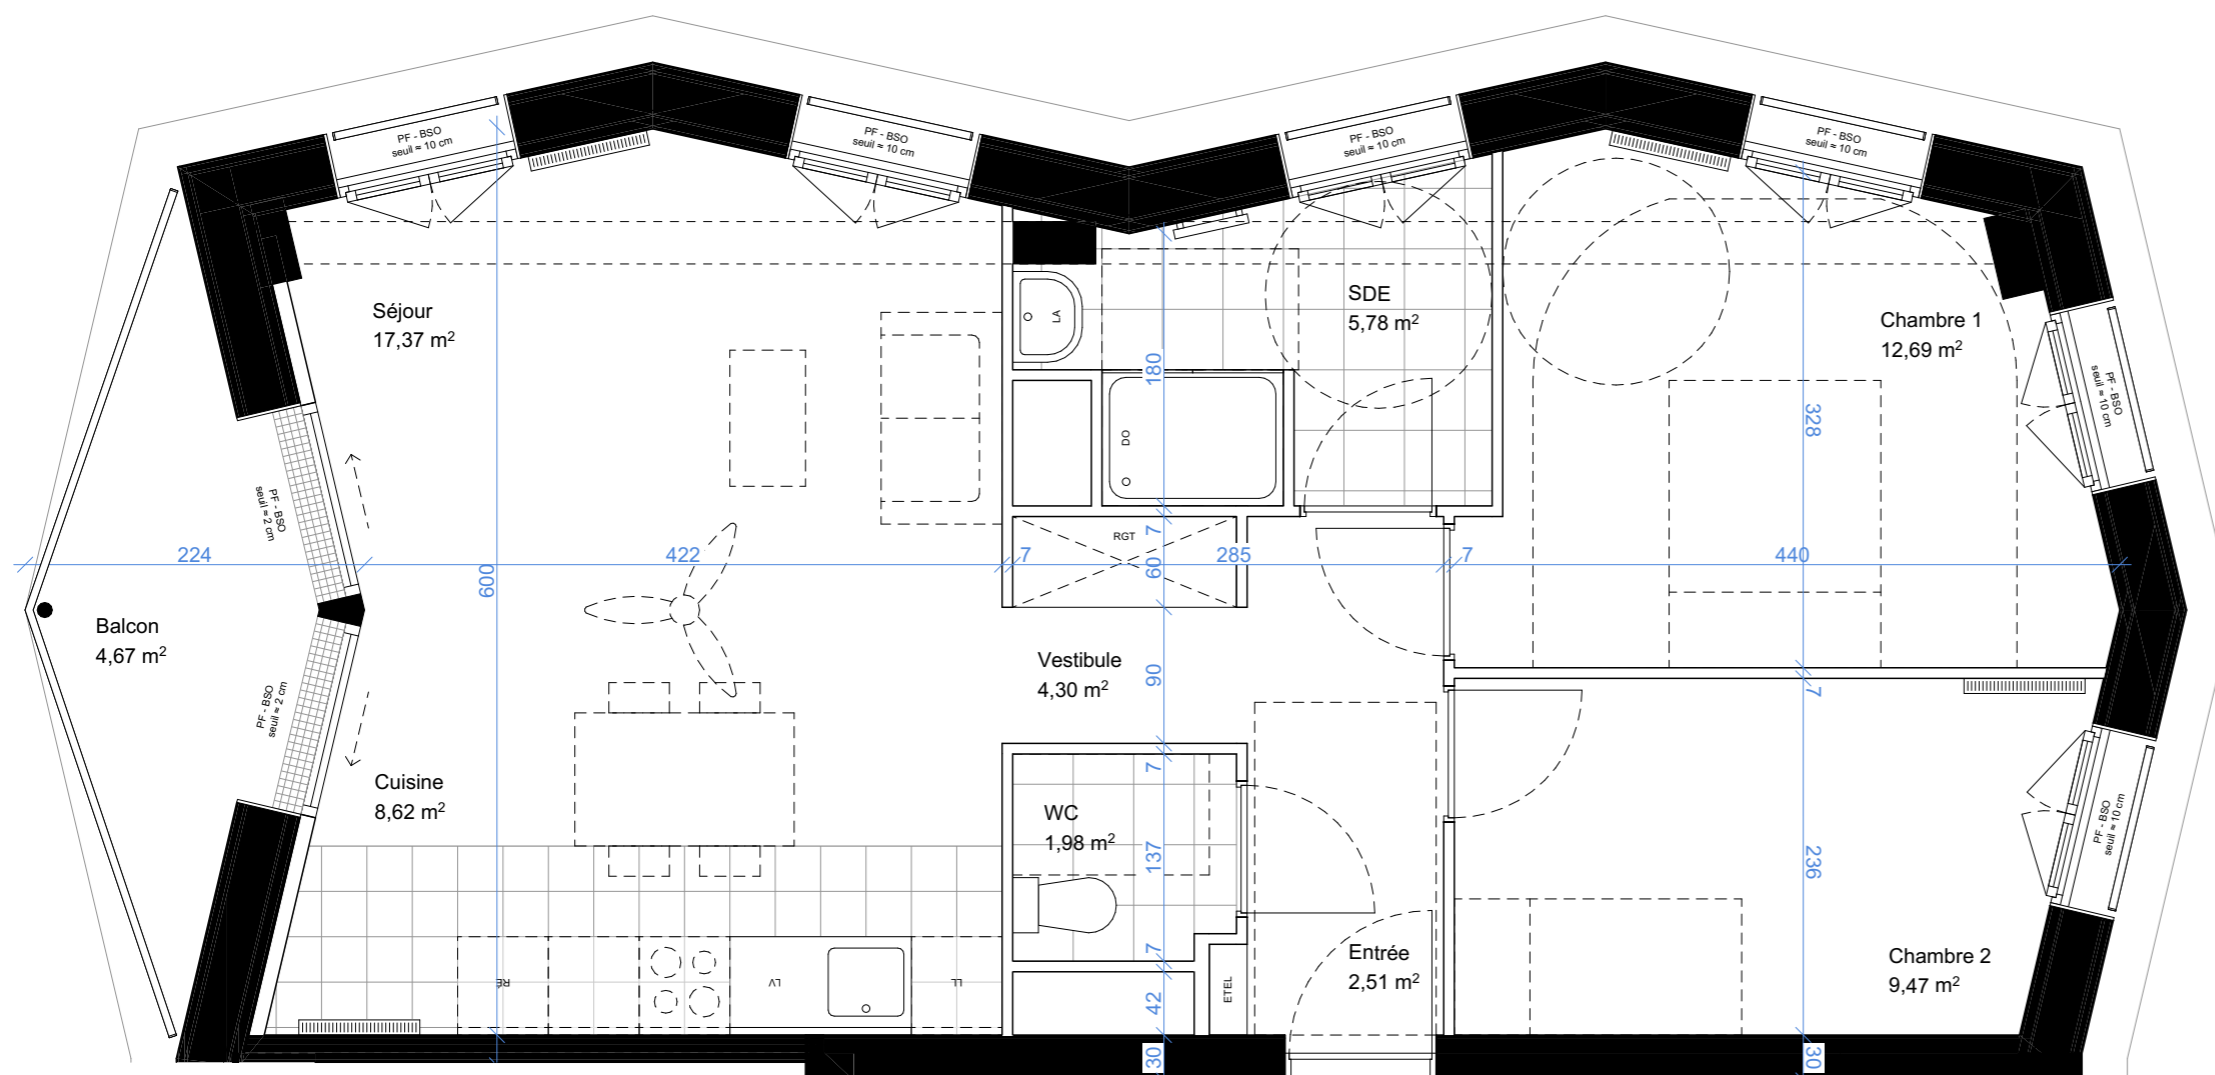 PF - BSO
seuil ≈ 10 cm
PF - BSO
seuil ≈ 10 cm
PF - BSO
seuil ≈ 10 cm
PF - BSO
seuil ≈ 10 cm
Séjour
17,37 m²
LA
SDE
5,78 m²
Chambre 1
12,69 m²
PF - BSO
seuil ≈ 10 cm
180
328
DO
PF - BSO
seuil ≈ 2 cm
RGT
7
224
422
7
285
7
440
60
600
Balcon
4,67 m²
Vestibule
4,30 m²
90
7
PF - BSO
seuil ≈ 2 cm
Cuisine
8,62 m²
7
WC
1,98 m²
137
236
PF - BSO
seuil ≈ 10 cm
7
Entrée
2,51 m²
Chambre 2
9,47 m²
RÉ
LV
LL
42
ETEL
30
30